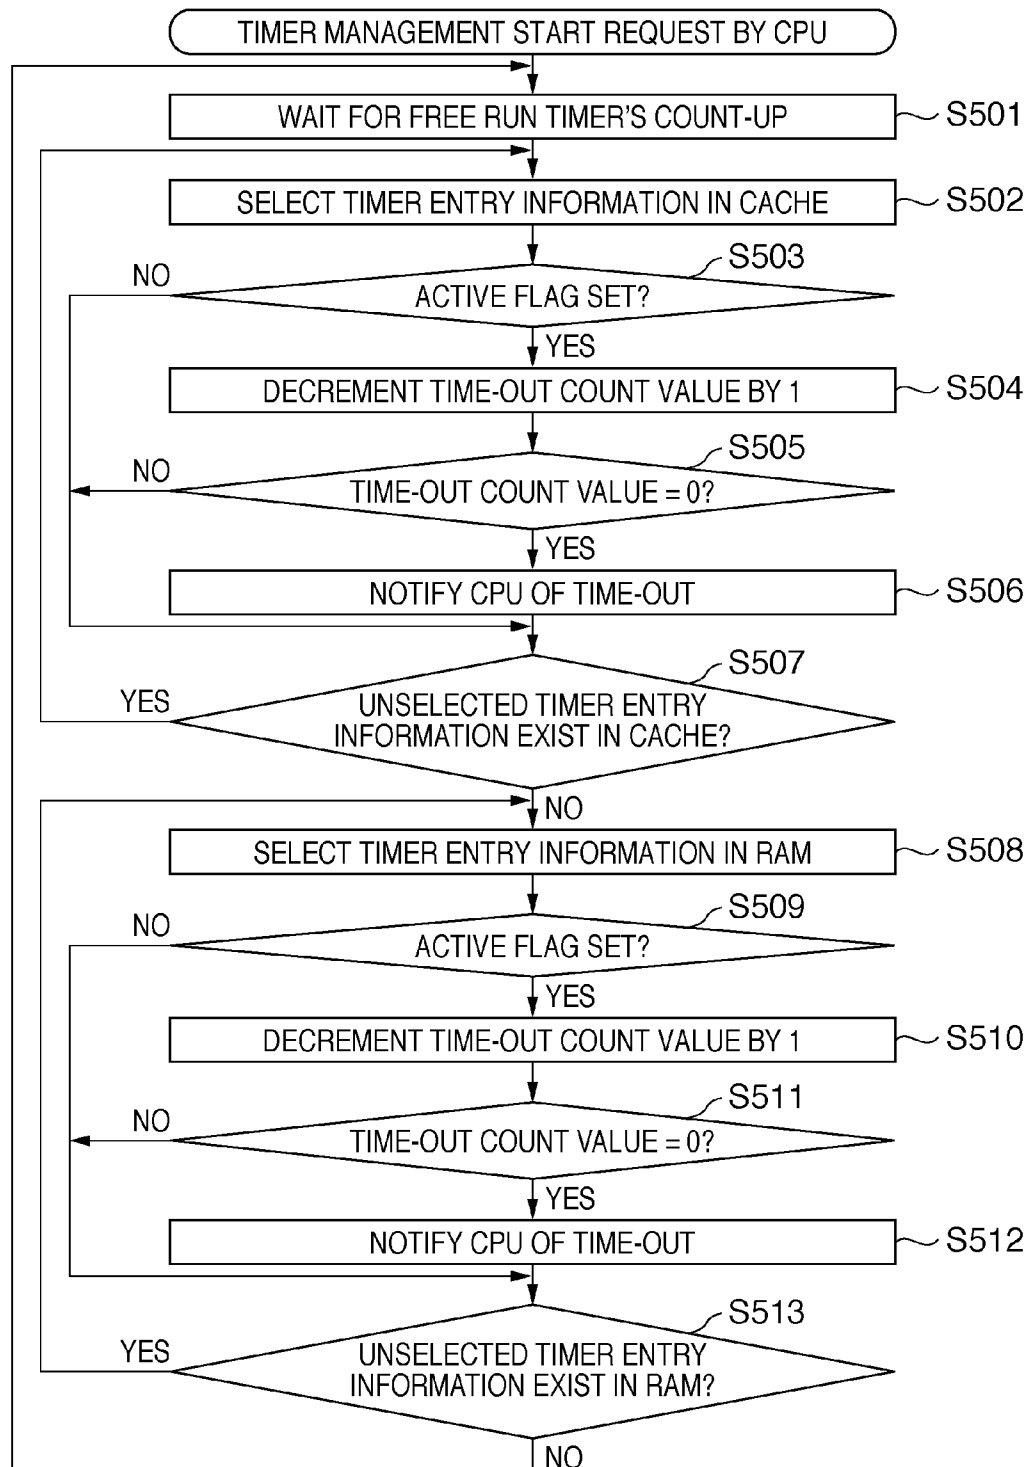 TIMER MANAGEMENT START REQUEST BY CPU
WAIT FOR FREE RUN TIMER'S COUNT-UP
S501
SELECT TIMER ENTRY INFORMATION IN CACHE
S502
S503
NO
ACTIVE FLAG SET?
YES
DECREMENT TIME-OUT COUNT VALUE BY 1
S504
S505
NO
TIME-OUT COUNT VALUE = 0?
YES
NOTIFY CPU OF TIME-OUT
S506
S507
YES
UNSELECTED TIMER ENTRY
INFORMATION EXIST IN CACHE?
NO
SELECT TIMER ENTRY INFORMATION IN RAM
S508
S509
NO
ACTIVE FLAG SET?
YES
DECREMENT TIME-OUT COUNT VALUE BY 1
S510
S511
NO
TIME-OUT COUNT VALUE = 0?
YES
NOTIFY CPU OF TIME-OUT
S512
S513
YES
UNSELECTED TIMER ENTRY
INFORMATION EXIST IN RAM?
NO